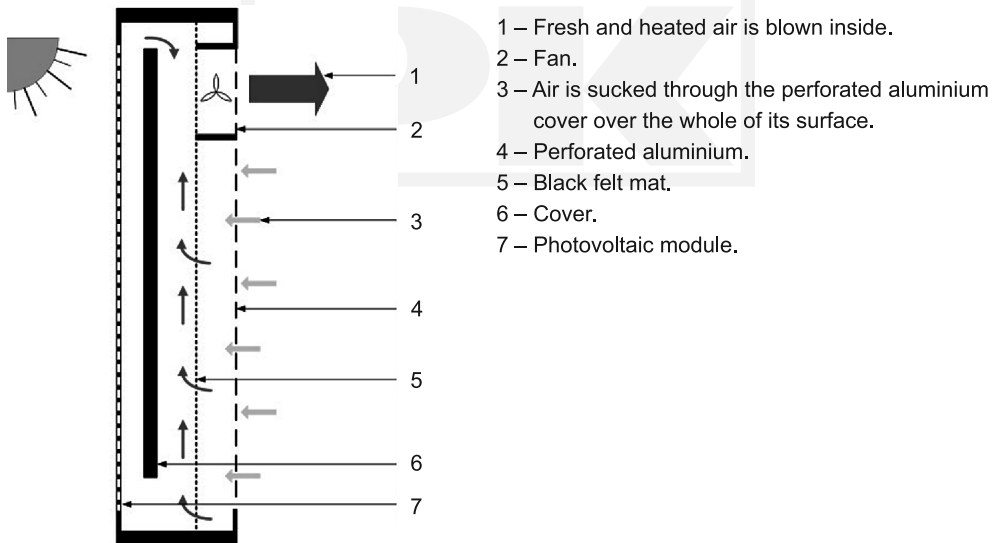 1 – Fresh and heated air is blown inside.
2 – Fan.
3 – Air is sucked through the perforated aluminium
cover over the whole of its surface.
4 – Perforated aluminium.
5 – Black felt mat.
6 – Cover.
7 – Photovoltaic module.
1
2
3
4
5
6
7